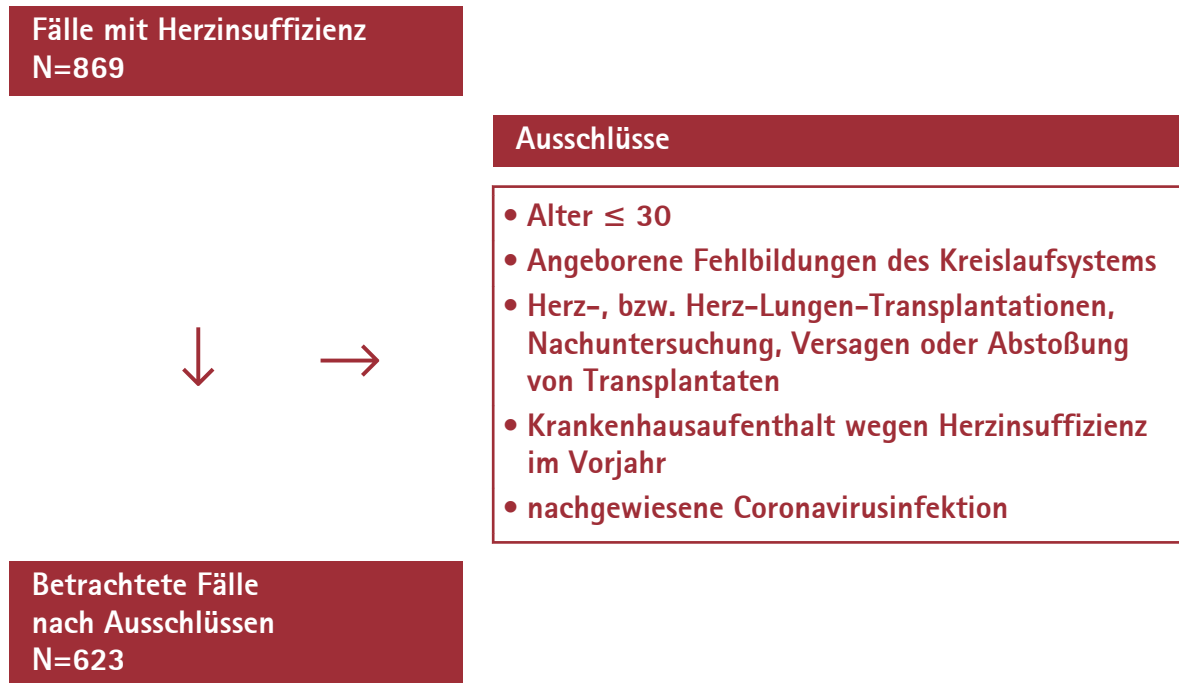 Fälle mit Herzinsuffizienz
N=869
Ausschlüsse
• Alter ≤ 30
• Angeborene Fehlbildungen des Kreislaufsystems
• Herz-, bzw. Herz-Lungen-Transplantationen,
Nachuntersuchung, Versagen oder Abstoßung
von Transplantaten
• Krankenhausaufenthalt wegen Herzinsuffizienz
im Vorjahr
• nachgewiesene Coronavirusinfektion
Betrachtete Fälle
nach Ausschlüssen
N=623